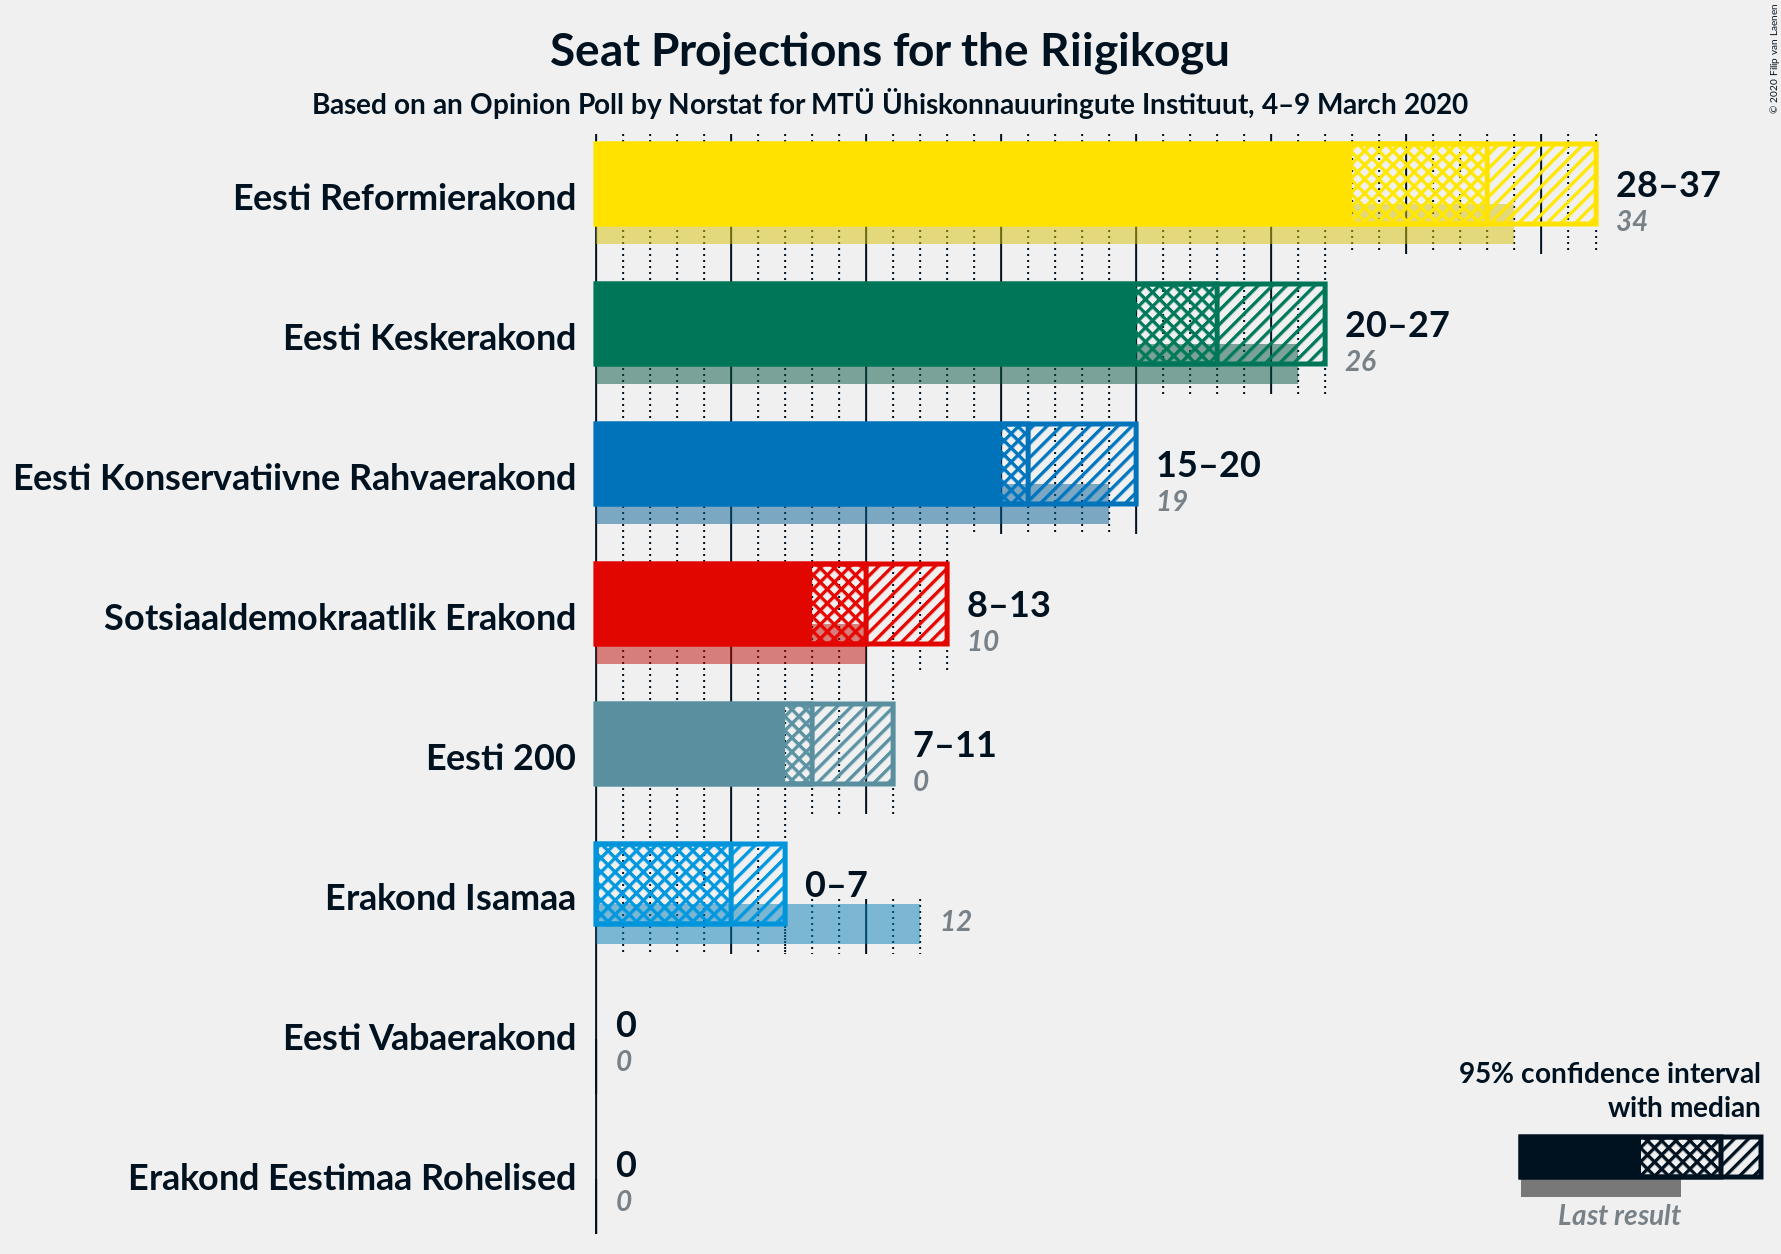 Seat Projections for the Riigikogu
Based on an Opinion Poll by Norstat for MTÜ Ühiskonnauuringute Instituut, 4–9 March 2020
© 2020 Filip van Laenen
Eesti Reformierakond
28–37
34
Eesti Keskerakond
20–27
26
Eesti Konservatiivne Rahvaerakond
15–20
19
Sotsiaaldemokraatlik Erakond
8–13
10
Eesti 200
7–11
0
Erakond Isamaa
0–7
12
Eesti Vabaerakond
0
0
Erakond Eestimaa Rohelised
0
0
95% confidence interval
with median
Last result